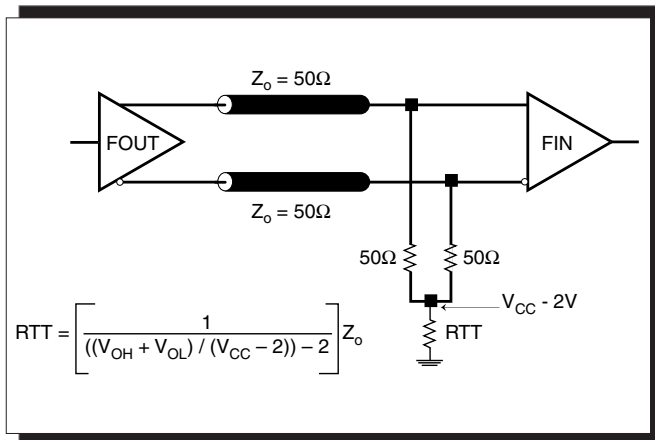 Zo = 50Ω
FOUT
FIN
Zo = 50Ω
50Ω
50Ω
VCC - 2V
RTT
RTT = [1 / (((VOH + VOL) / (VCC – 2)) – 2)] Zo